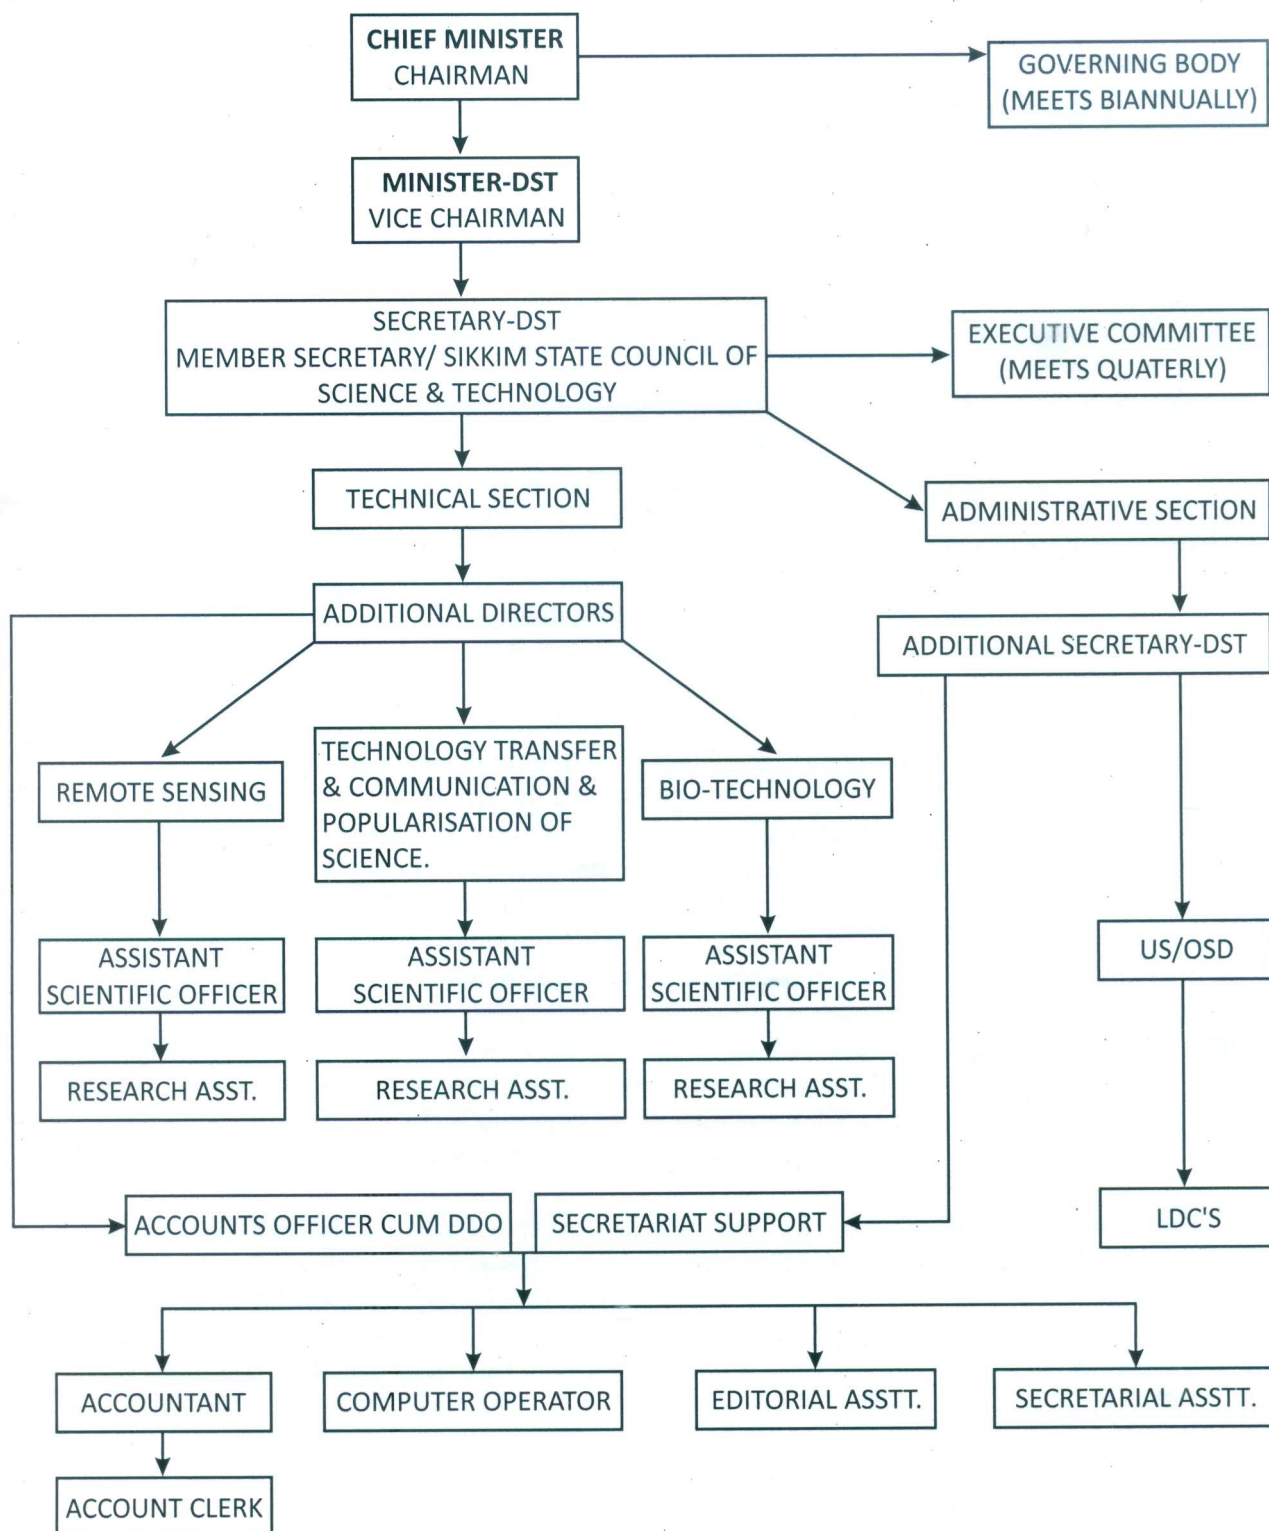 CHIEF MINISTER
CHAIRMAN
GOVERNING BODY
(MEETS BIANNUALLY)
MINISTER-DST
VICE CHAIRMAN
SECRETARY-DST
MEMBER SECRETARY/ SIKKIM STATE COUNCIL OF
SCIENCE & TECHNOLOGY
EXECUTIVE COMMITTEE
(MEETS QUATERLY)
TECHNICAL SECTION
ADMINISTRATIVE SECTION
ADDITIONAL DIRECTORS
ADDITIONAL SECRETARY-DST
REMOTE SENSING
TECHNOLOGY TRANSFER
& COMMUNICATION &
POPULARISATION OF
SCIENCE.
BIO-TECHNOLOGY
ASSISTANT
SCIENTIFIC OFFICER
ASSISTANT
SCIENTIFIC OFFICER
ASSISTANT
SCIENTIFIC OFFICER
US/OSD
RESEARCH ASST.
RESEARCH ASST.
RESEARCH ASST.
ACCOUNTS OFFICER CUM DDO
SECRETARIAT SUPPORT
LDC'S
ACCOUNTANT
COMPUTER OPERATOR
EDITORIAL ASSTT.
SECRETARIAL ASSTT.
ACCOUNT CLERK